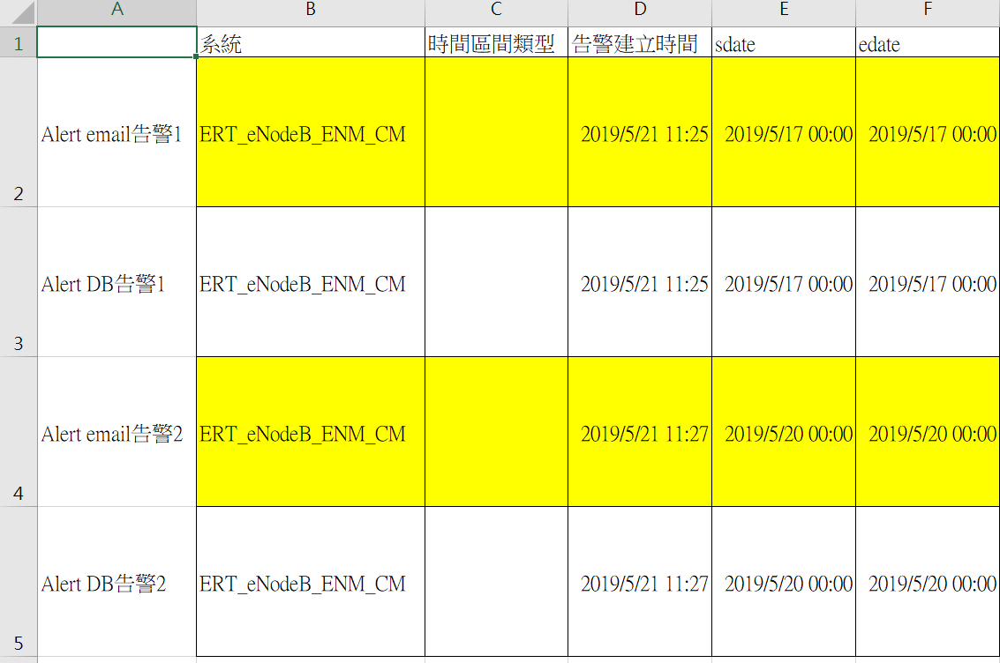 A B C D E F
1 系統 時間區間類型 告警建立時間 sdate edate
2 Alert email告警1 ERT_eNodeB_ENM_CM 2019/5/21 11:25 2019/5/17 00:00 2019/5/17 00:00
3 Alert DB告警1 ERT_eNodeB_ENM_CM 2019/5/21 11:25 2019/5/17 00:00 2019/5/17 00:00
4 Alert email告警2 ERT_eNodeB_ENM_CM 2019/5/21 11:27 2019/5/20 00:00 2019/5/20 00:00
5 Alert DB告警2 ERT_eNodeB_ENM_CM 2019/5/21 11:27 2019/5/20 00:00 2019/5/20 00:00